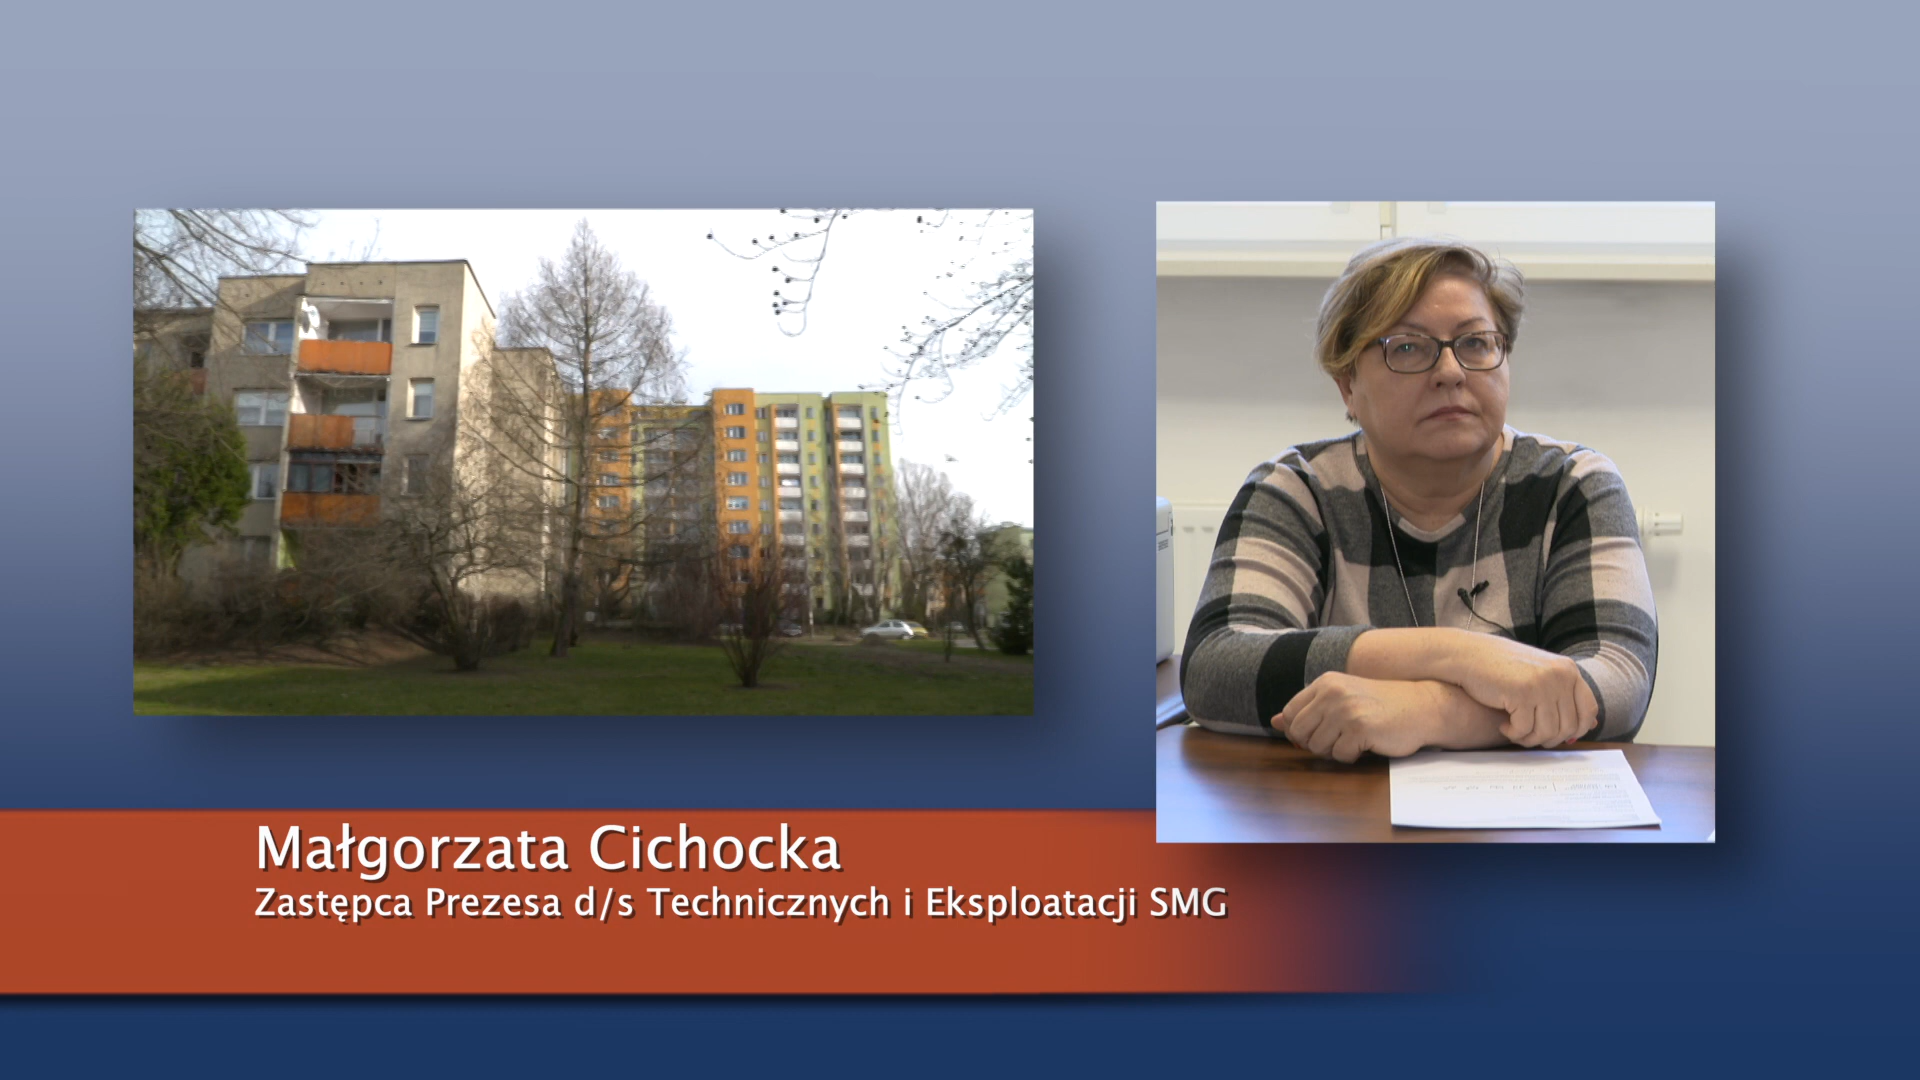 Małgorzata Cichocka
Zastępca Prezesa d/s Technicznych i Eksploatacji SMG